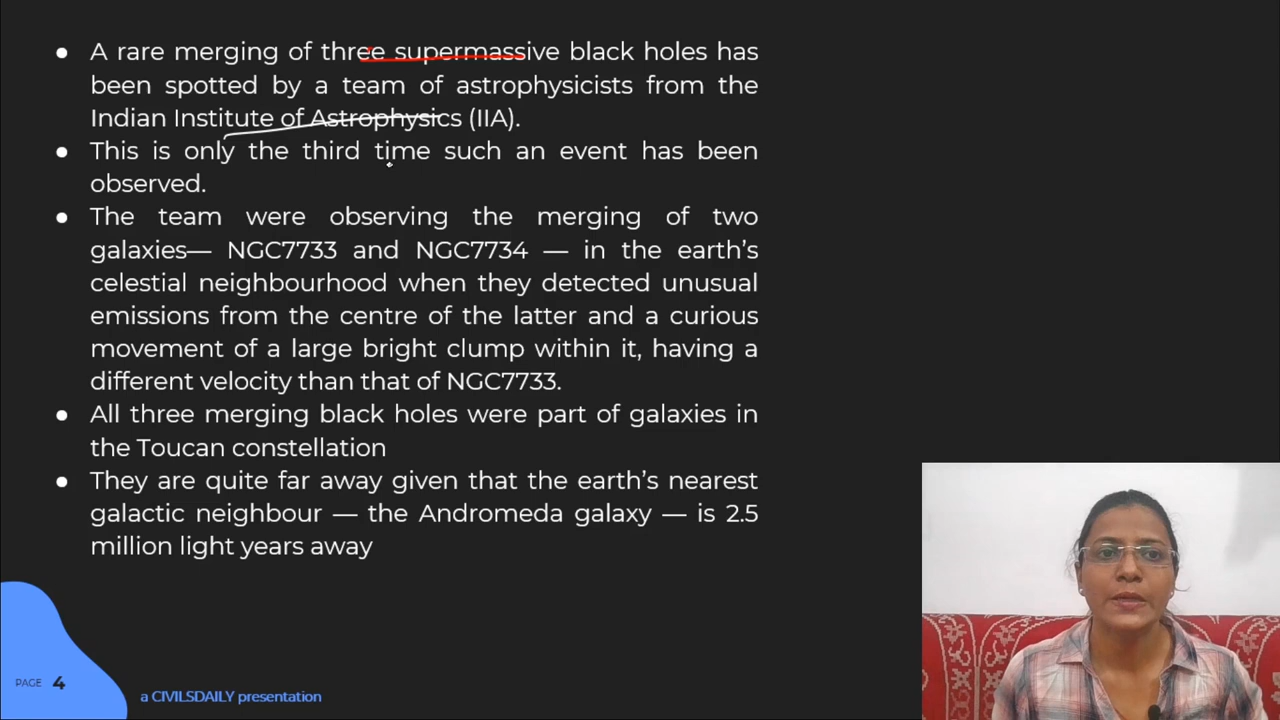 ● A rare merging of three supermassive black holes has
been spotted by a team of astrophysicists from the
Indian Institute of Astrophysics (IIA).
● This is only the third time such an event has been
observed.
● The team were observing the merging of two
galaxies— NGC7733 and NGC7734 — in the earth's
celestial neighbourhood when they detected unusual
emissions from the centre of the latter and a curious
movement of a large bright clump within it, having a
different velocity than that of NGC7733.
● All three merging black holes were part of galaxies in
the Toucan constellation
● They are quite far away given that the earth's nearest
galactic neighbour — the Andromeda galaxy — is 2.5
million light years away
PAGE 4
a CIVILSDAILY presentation